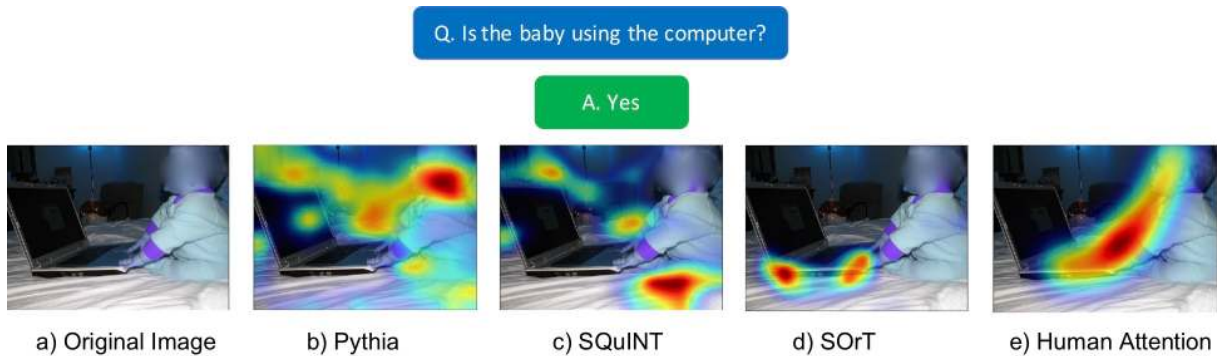 Q. Is the baby using the computer?
A. Yes
a) Original Image
b) Pythia
c) SQuINT
d) SOrT
e) Human Attention